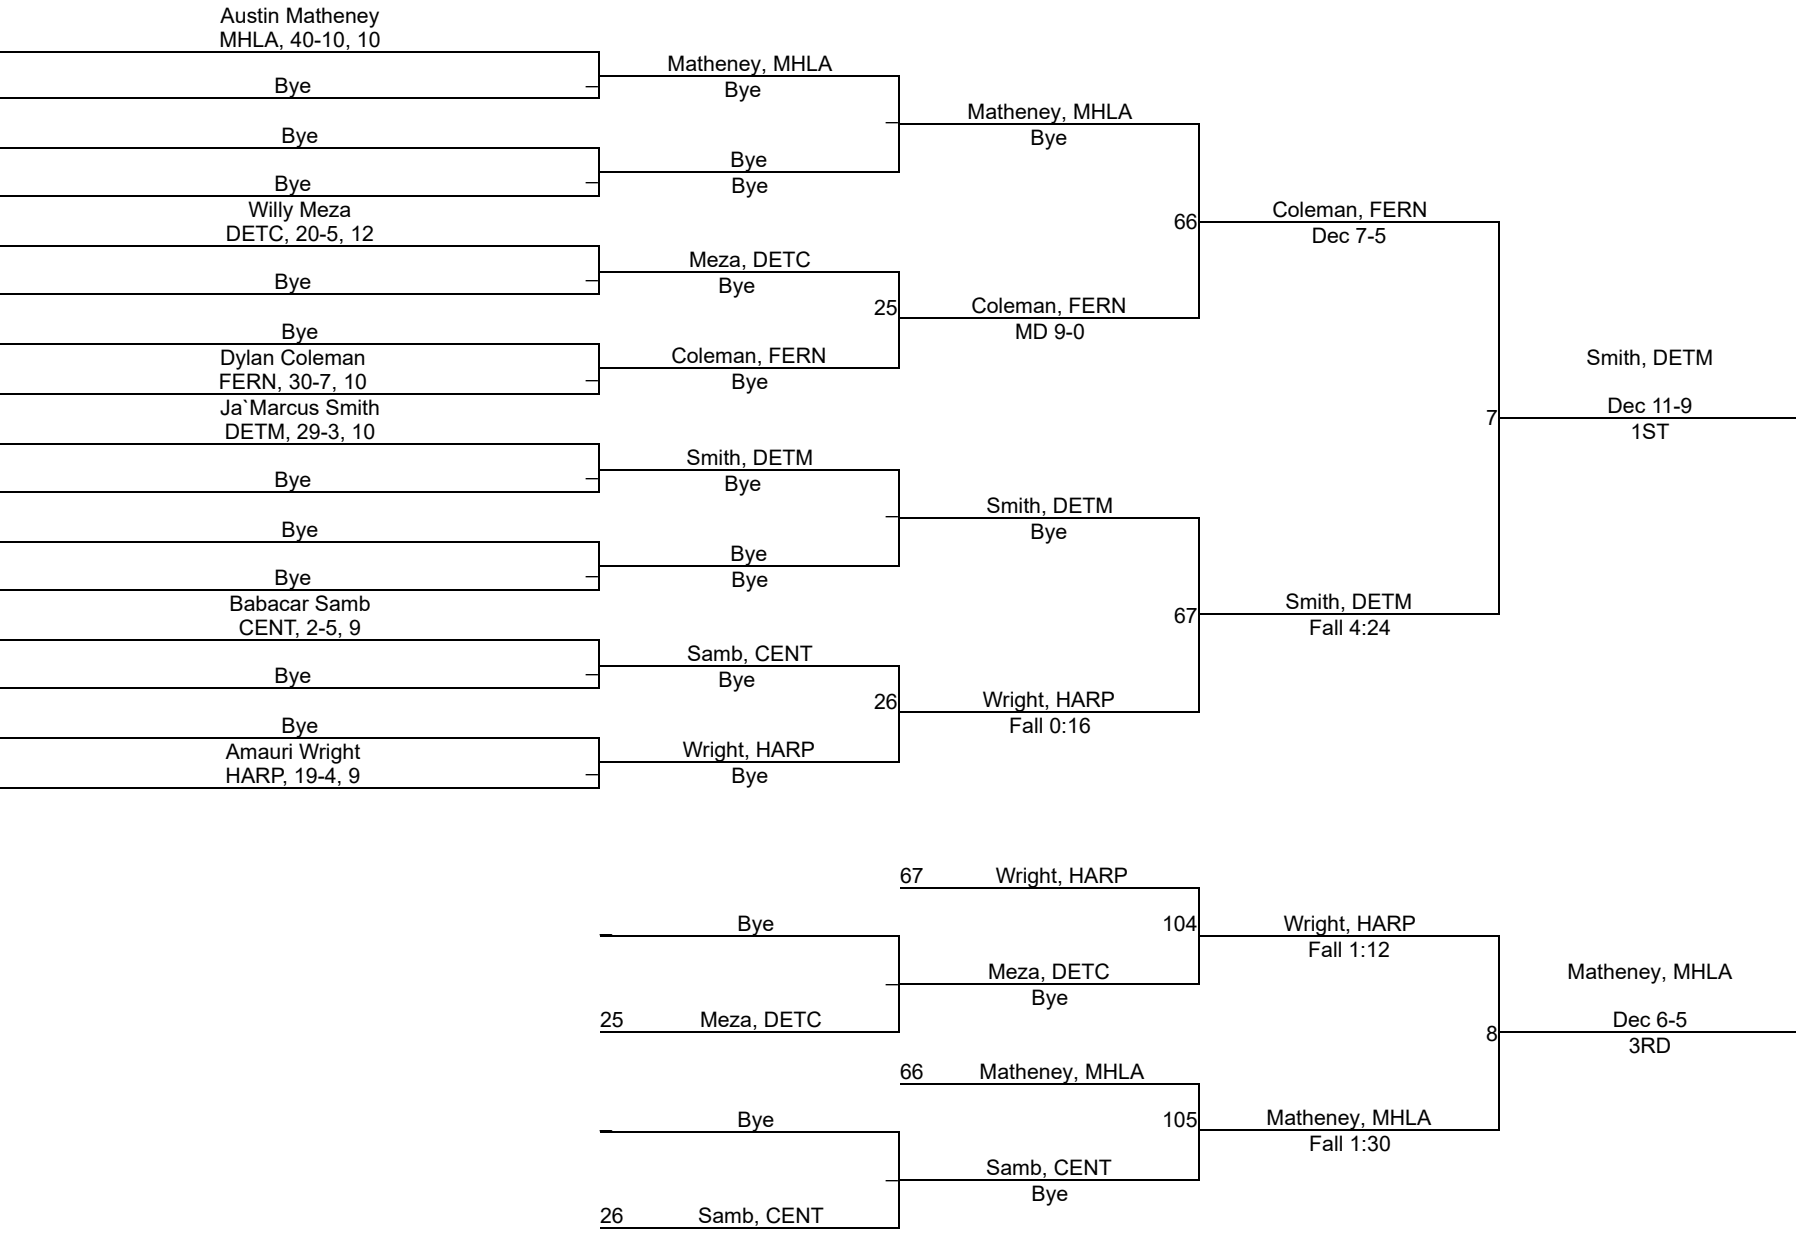 Austin Matheney
MHLA, 40-10, 10
Bye
Bye
Bye
Willy Meza
DETC, 20-5, 12
Bye
Bye
Dylan Coleman
FERN, 30-7, 10
Ja`Marcus Smith
DETM, 29-3, 10
Bye
Bye
Bye
Babacar Samb
CENT, 2-5, 9
Bye
Bye
Amauri Wright
HARP, 19-4, 9
Matheney, MHLA
Bye
Bye
Bye
Meza, DETC
Bye
25
Coleman, FERN
Bye
Smith, DETM
Bye
Bye
Bye
Samb, CENT
Bye
26
Wright, HARP
Bye
Matheney, MHLA
Bye
66
Coleman, FERN
MD 9-0
Smith, DETM
Bye
67
Wright, HARP
Fall 0:16
Coleman, FERN
Dec 7-5
7
Smith, DETM
Fall 4:24
Smith, DETM
Dec 11-9
1ST
Bye
25 Meza, DETC
Bye
26 Samb, CENT
67 Wright, HARP
104
Meza, DETC
Bye
66 Matheney, MHLA
105
Samb, CENT
Bye
Wright, HARP
Fall 1:12
8
Matheney, MHLA
Fall 1:30
Matheney, MHLA
Dec 6-5
3RD